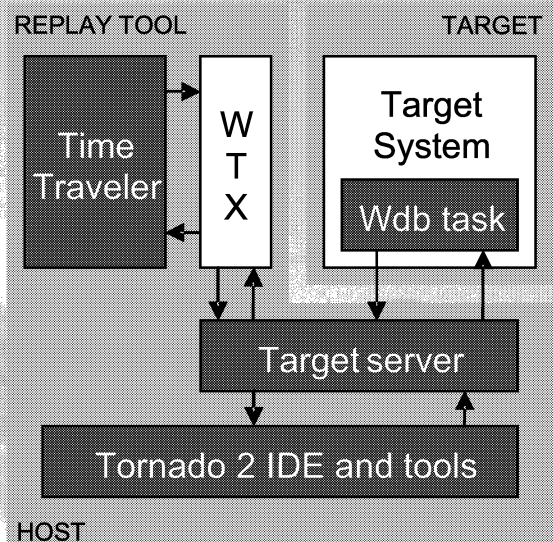 REPLAY TOOL
TARGET
Time
Traveler
W
T
X
Target
System
Wdb task
Target server
Tornado 2 IDE and tools
HOST